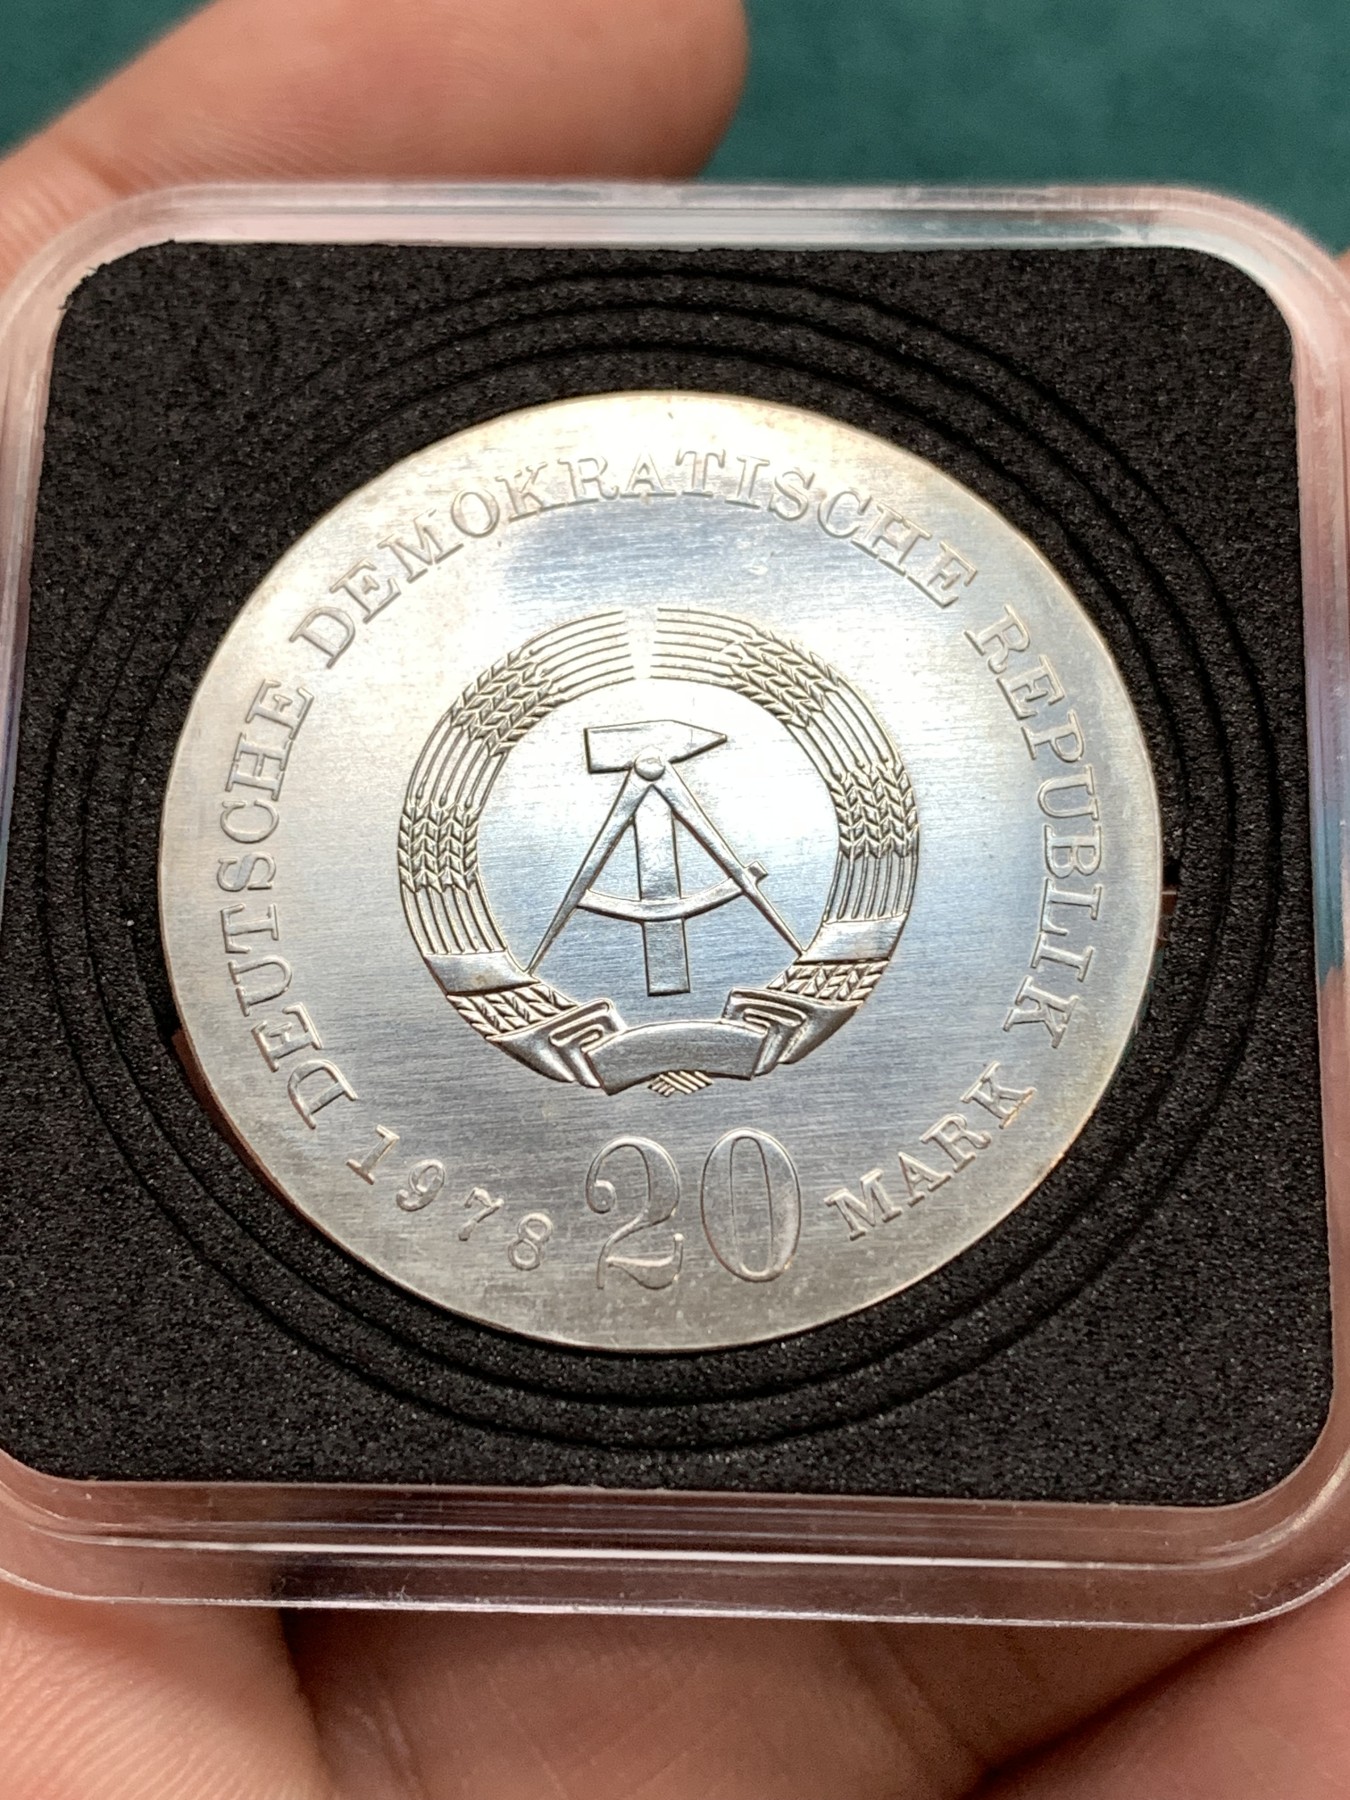 DEUTSCHE DEMOKRATISCHE REPUBLIK
1978 20 MARK